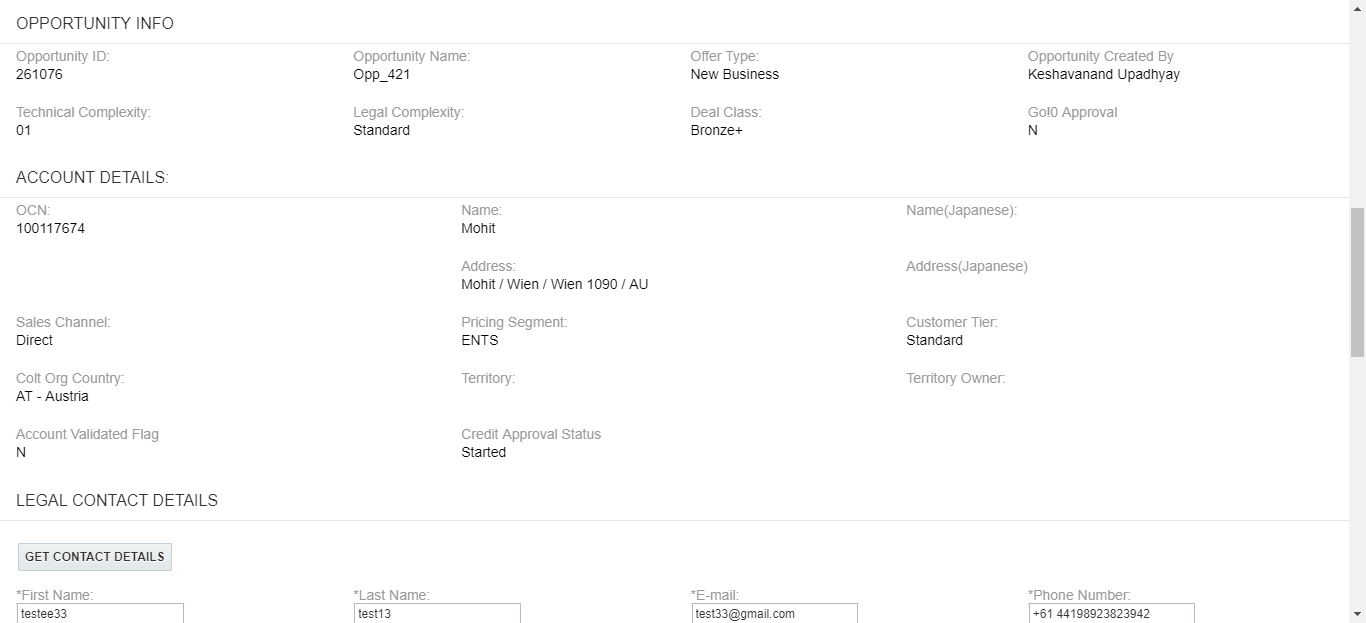 OPPORTUNITY INFO
Opportunity ID: Opportunity Name: Offer Type: Opportunity Created By
261076 Opp_421 New Business Keshavanand Upadhyay
Technical Complexity: Legal Complexity: Deal Class: Go!0 Approval
01 Standard Bronze+ N
ACCOUNT DETAILS:
OCN: Name: Name(Japanese):
100117674 Mohit
Address: Address(Japanese)
Mohit / Wien / Wien 1090 / AU
Sales Channel: Pricing Segment: Customer Tier:
Direct ENTS Standard
Colt Org Country: Territory: Territory Owner:
AT - Austria
Account Validated Flag Credit Approval Status
N Started
LEGAL CONTACT DETAILS
GET CONTACT DETAILS
*First Name: *Last Name: *E-mail: *Phone Number:
testee33 test13 test33@gmail.com +61 44198923823942